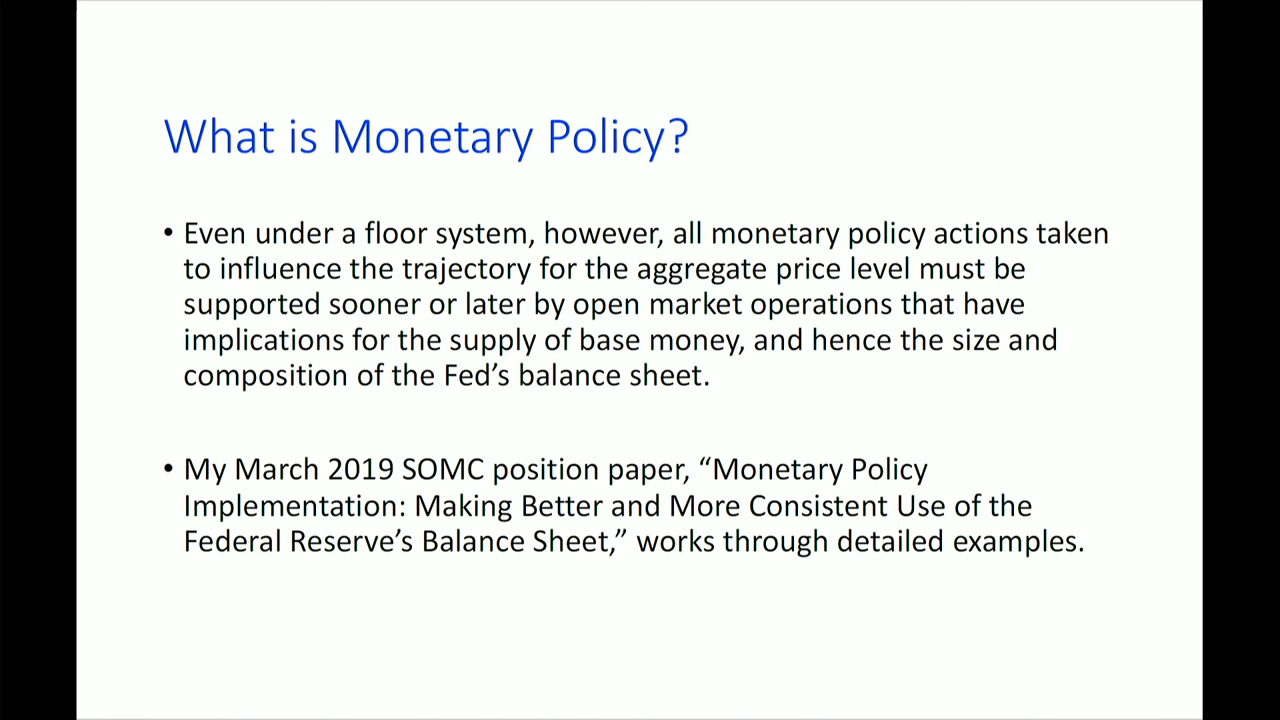 What is Monetary Policy?
• Even under a floor system, however, all monetary policy actions taken
to influence the trajectory for the aggregate price level must be
supported sooner or later by open market operations that have
implications for the supply of base money, and hence the size and
composition of the Fed’s balance sheet.
• My March 2019 SOMC position paper, “Monetary Policy
Implementation: Making Better and More Consistent Use of the
Federal Reserve’s Balance Sheet,” works through detailed examples.